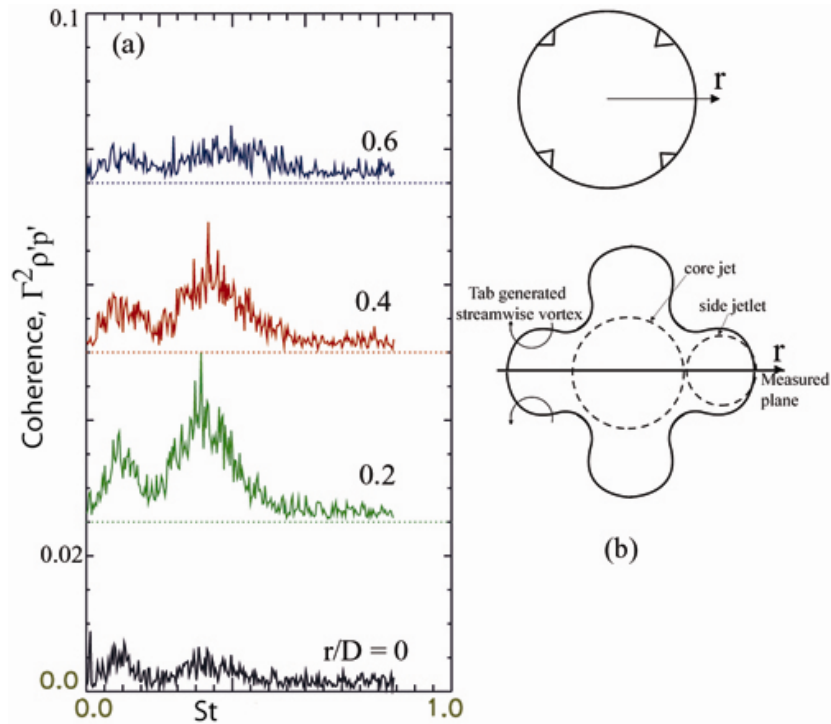 0.1
(a)
0.6
0.4
0.2
0.02
r/D = 0
0.0
0.0
St
1.0
Coherence, Γ² ρ'p'
r
core jet
Tab generated
streamwise vortex
side jetlet
r
Measured
plane
(b)